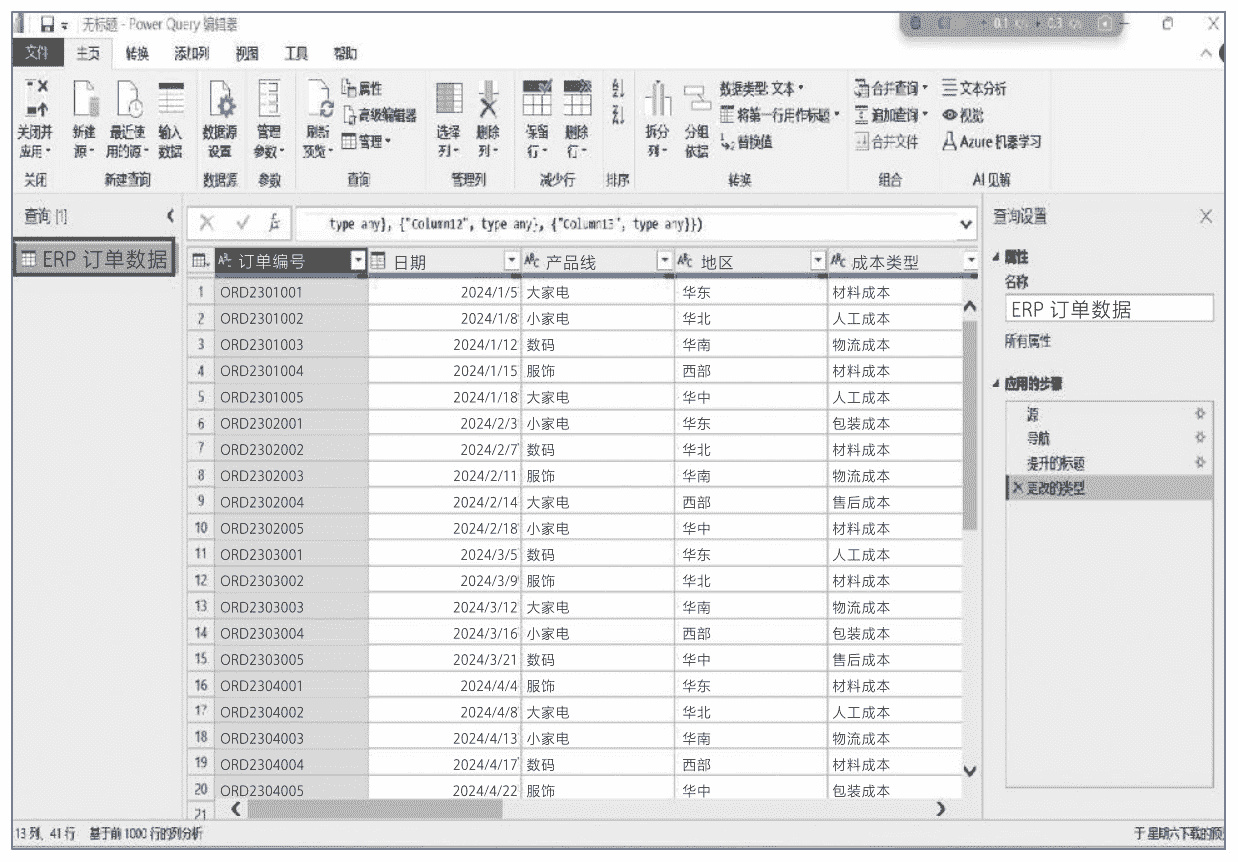 无标题 - Power Query 编辑器
文件 主页 转换 添加列 视图 工具 帮助
关闭并应用 新建源 最近使用的源 输入数据 数据源设置 管理参数 刷新预览 属性 高级编辑器 管理 选择列 删除列 保留行 删除行 拆分列 分组依据 数据类型: 文本 将第一行用作标题 替换值 合并查询 追加查询 合并文件 文本分析 视觉 Azure 机器学习
关闭 新建查询 数据源 参数 查询 管理列 减少行 排序 转换 组合 AI 见解
查询 [1]
ERP 订单数据
type any}, {"Column12", type any}, {"Column13", type any}})
订单编号 日期 产品线 地区 成本类型
1 ORD2301001 2024/1/5 大家电 华东 材料成本
2 ORD2301002 2024/1/8 小家电 华北 人工成本
3 ORD2301003 2024/1/12 数码 华南 物流成本
4 ORD2301004 2024/1/15 服饰 西部 材料成本
5 ORD2301005 2024/1/18 大家电 华中 人工成本
6 ORD2302001 2024/2/3 小家电 华东 包装成本
7 ORD2302002 2024/2/7 数码 华北 材料成本
8 ORD2302003 2024/2/11 服饰 华南 物流成本
9 ORD2302004 2024/2/14 大家电 西部 售后成本
10 ORD2302005 2024/2/18 小家电 华中 材料成本
11 ORD2303001 2024/3/5 数码 华东 人工成本
12 ORD2303002 2024/3/9 服饰 华北 材料成本
13 ORD2303003 2024/3/12 大家电 华南 物流成本
14 ORD2303004 2024/3/16 小家电 西部 包装成本
15 ORD2303005 2024/3/21 数码 华中 售后成本
16 ORD2304001 2024/4/4 服饰 华东 材料成本
17 ORD2304002 2024/4/8 大家电 华北 人工成本
18 ORD2304003 2024/4/13 小家电 华南 物流成本
19 ORD2304004 2024/4/17 数码 西部 材料成本
20 ORD2304005 2024/4/22 服饰 华中 包装成本
21
查询设置
属性
名称
ERP 订单数据
所有属性
应用的步骤
源
导航
提升的标题
更改的类型
13 列、41 行 基于前 1000 行的列分析
于 星期六下载的预